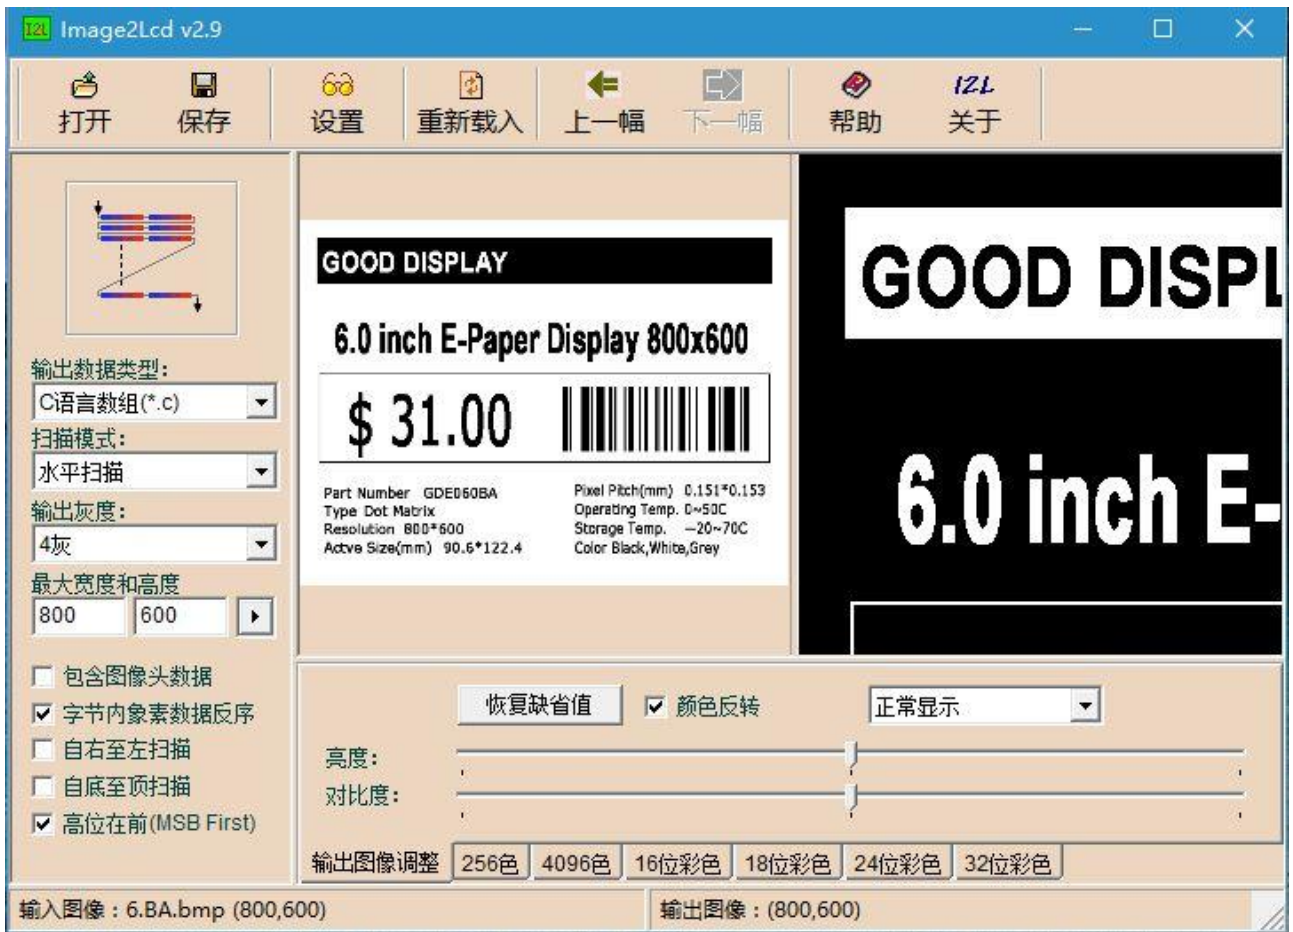 I2L Image2Lcd v2.9
打开 保存 设置 重新载入 上一幅 下一幅 帮助 I2L 关于
输出数据类型:
C语言数组(*.c)
扫描模式:
水平扫描
输出灰度:
4灰
最大宽度和高度
800 600
包含图像头数据
字节内象素数据反序
自右至左扫描
自底至顶扫描
高位在前(MSB First)
GOOD DISPLAY
6.0 inch E-Paper Display 800x600
$ 31.00
Part Number GDE060BA
Type Dot Matrix
Resolution 800*600
Actve Size(mm) 90.6*122.4
Pixel Pitch(mm) 0.151*0.153
Operating Temp. 0~50C
Storage Temp. —20~70C
Color Black,White,Grey
GOOD DISPL
6.0 inch E-
恢复缺省值 颜色反转 正常显示
亮度:
对比度:
输出图像调整 256色 4096色 16位彩色 18位彩色 24位彩色 32位彩色
输入图像:6.BA.bmp (800,600) 输出图像:(800,600)